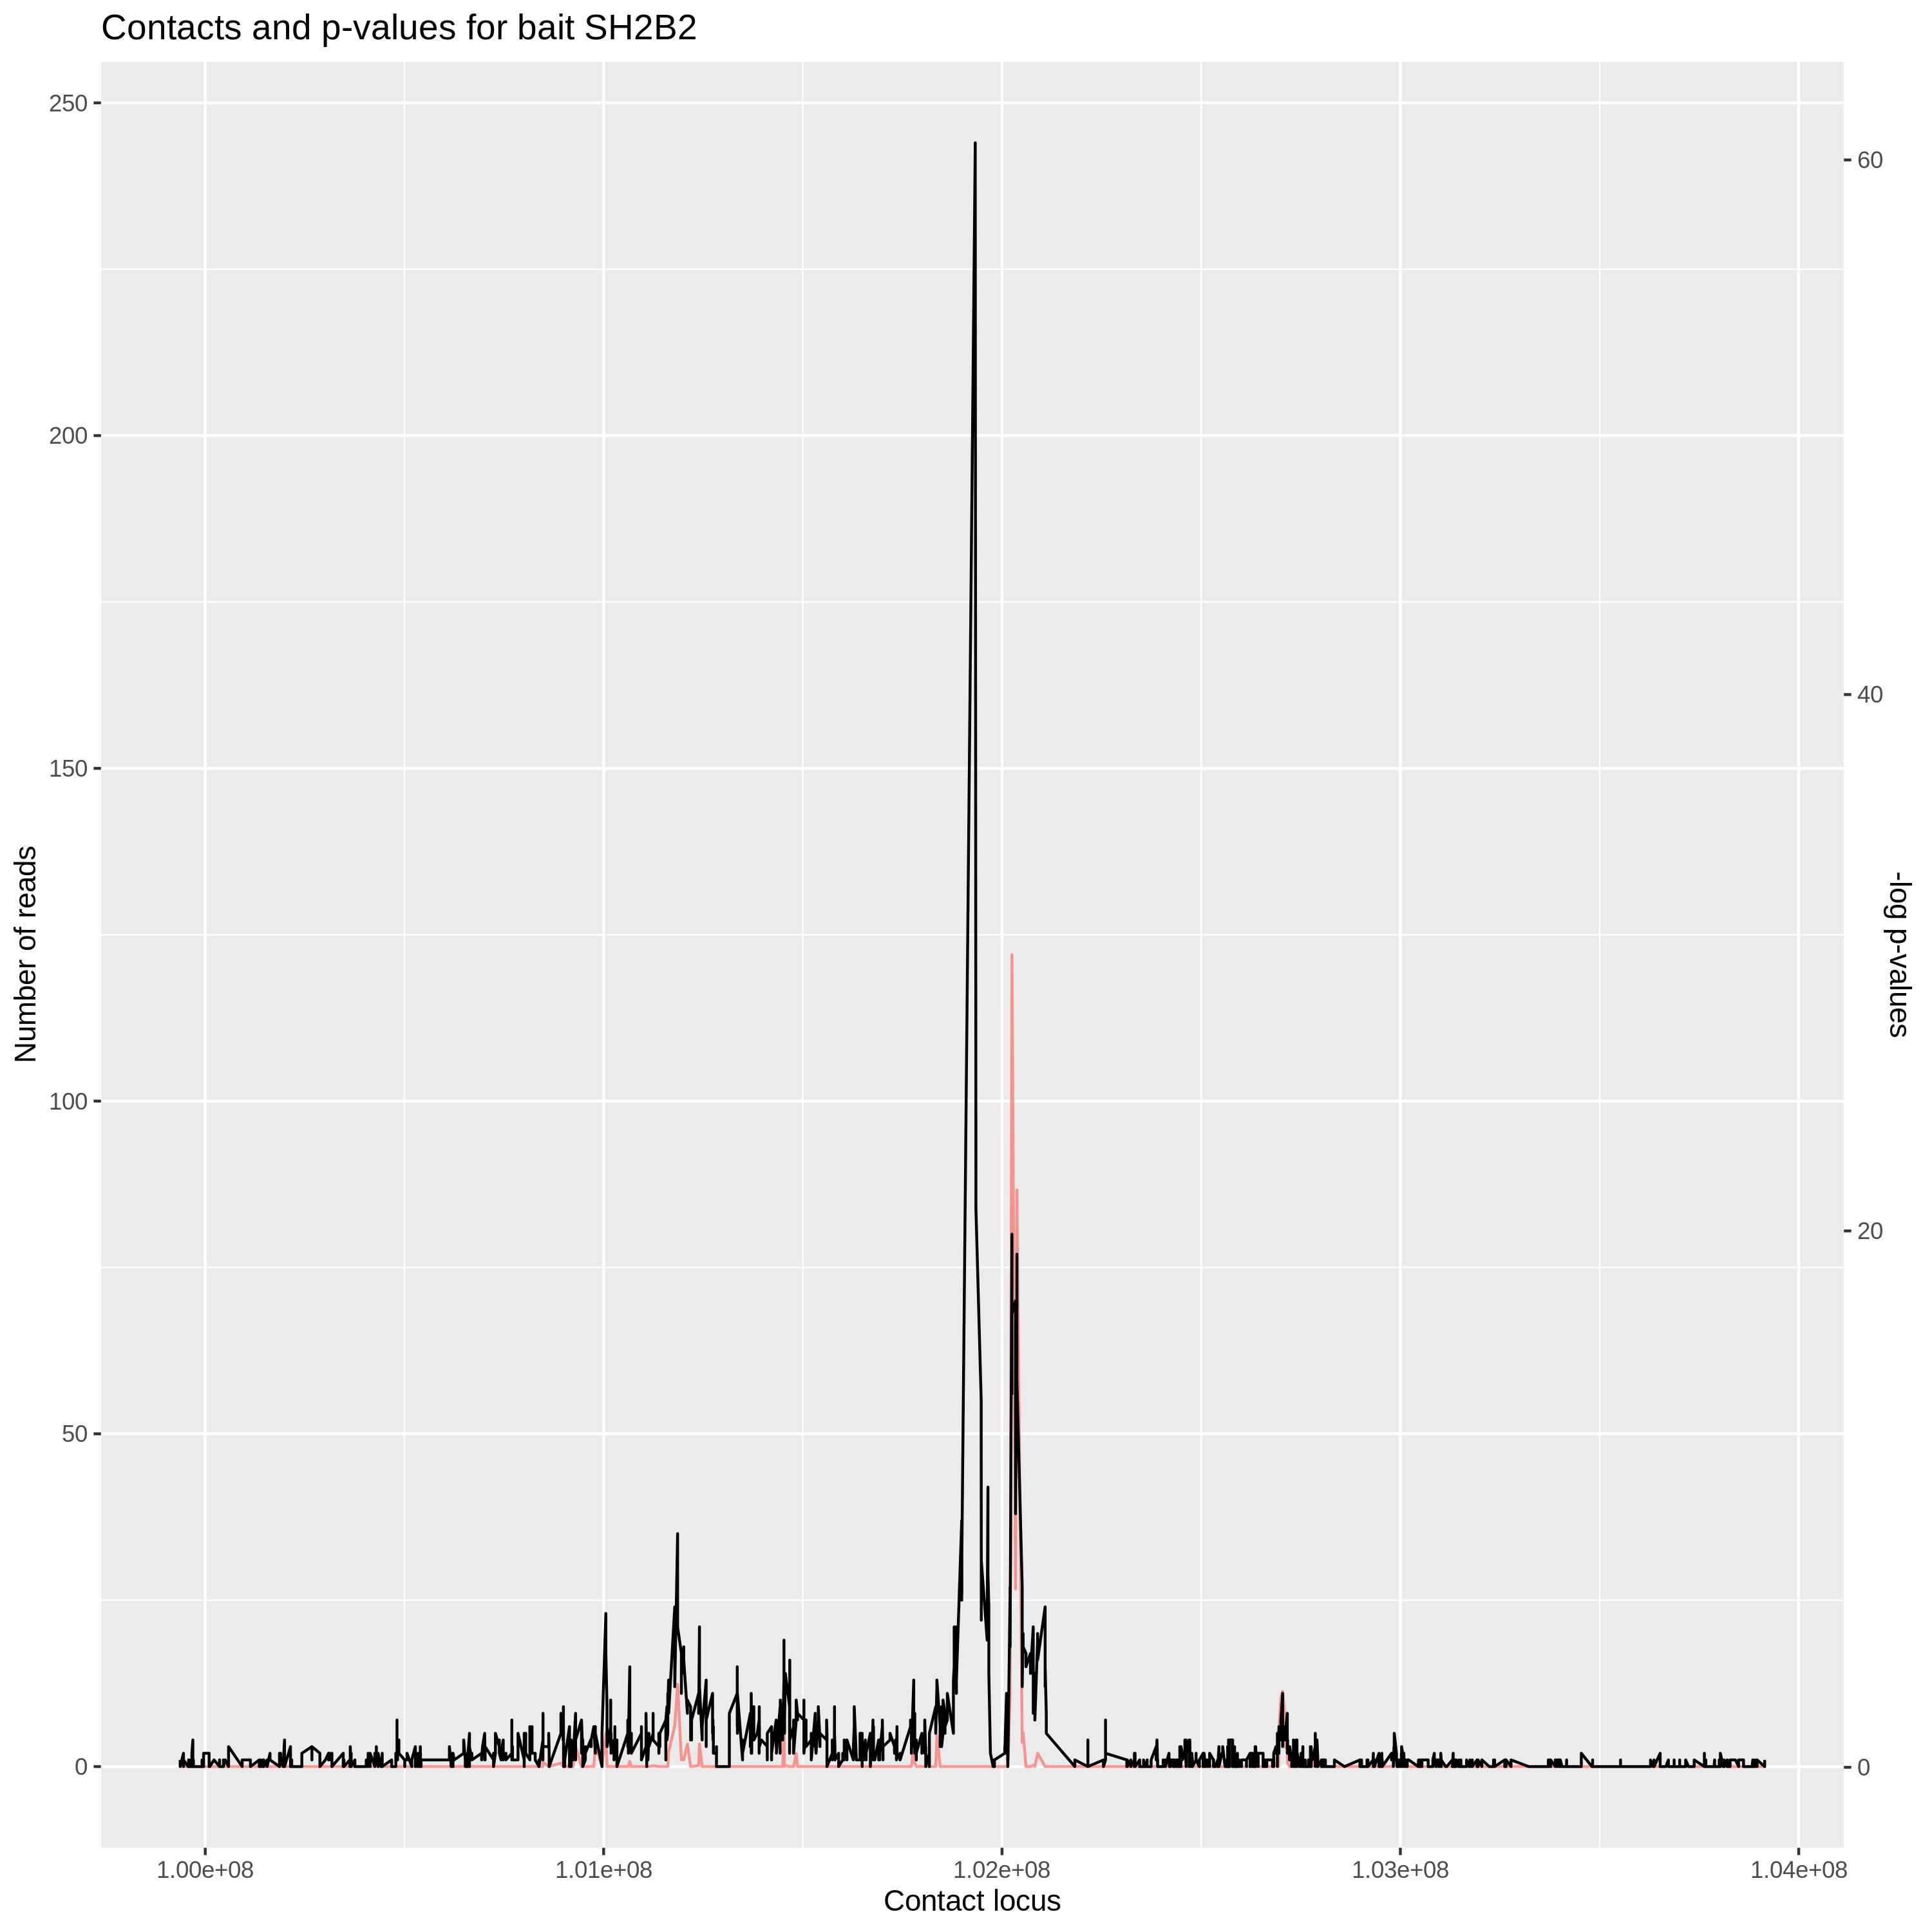 Contacts and p-values for bait SH2B2
250
200
150
100
50
0
Number of reads
60
40
20
0
-log p-values
1.00e+08 1.01e+08 1.02e+08 1.03e+08 1.04e+08
Contact locus